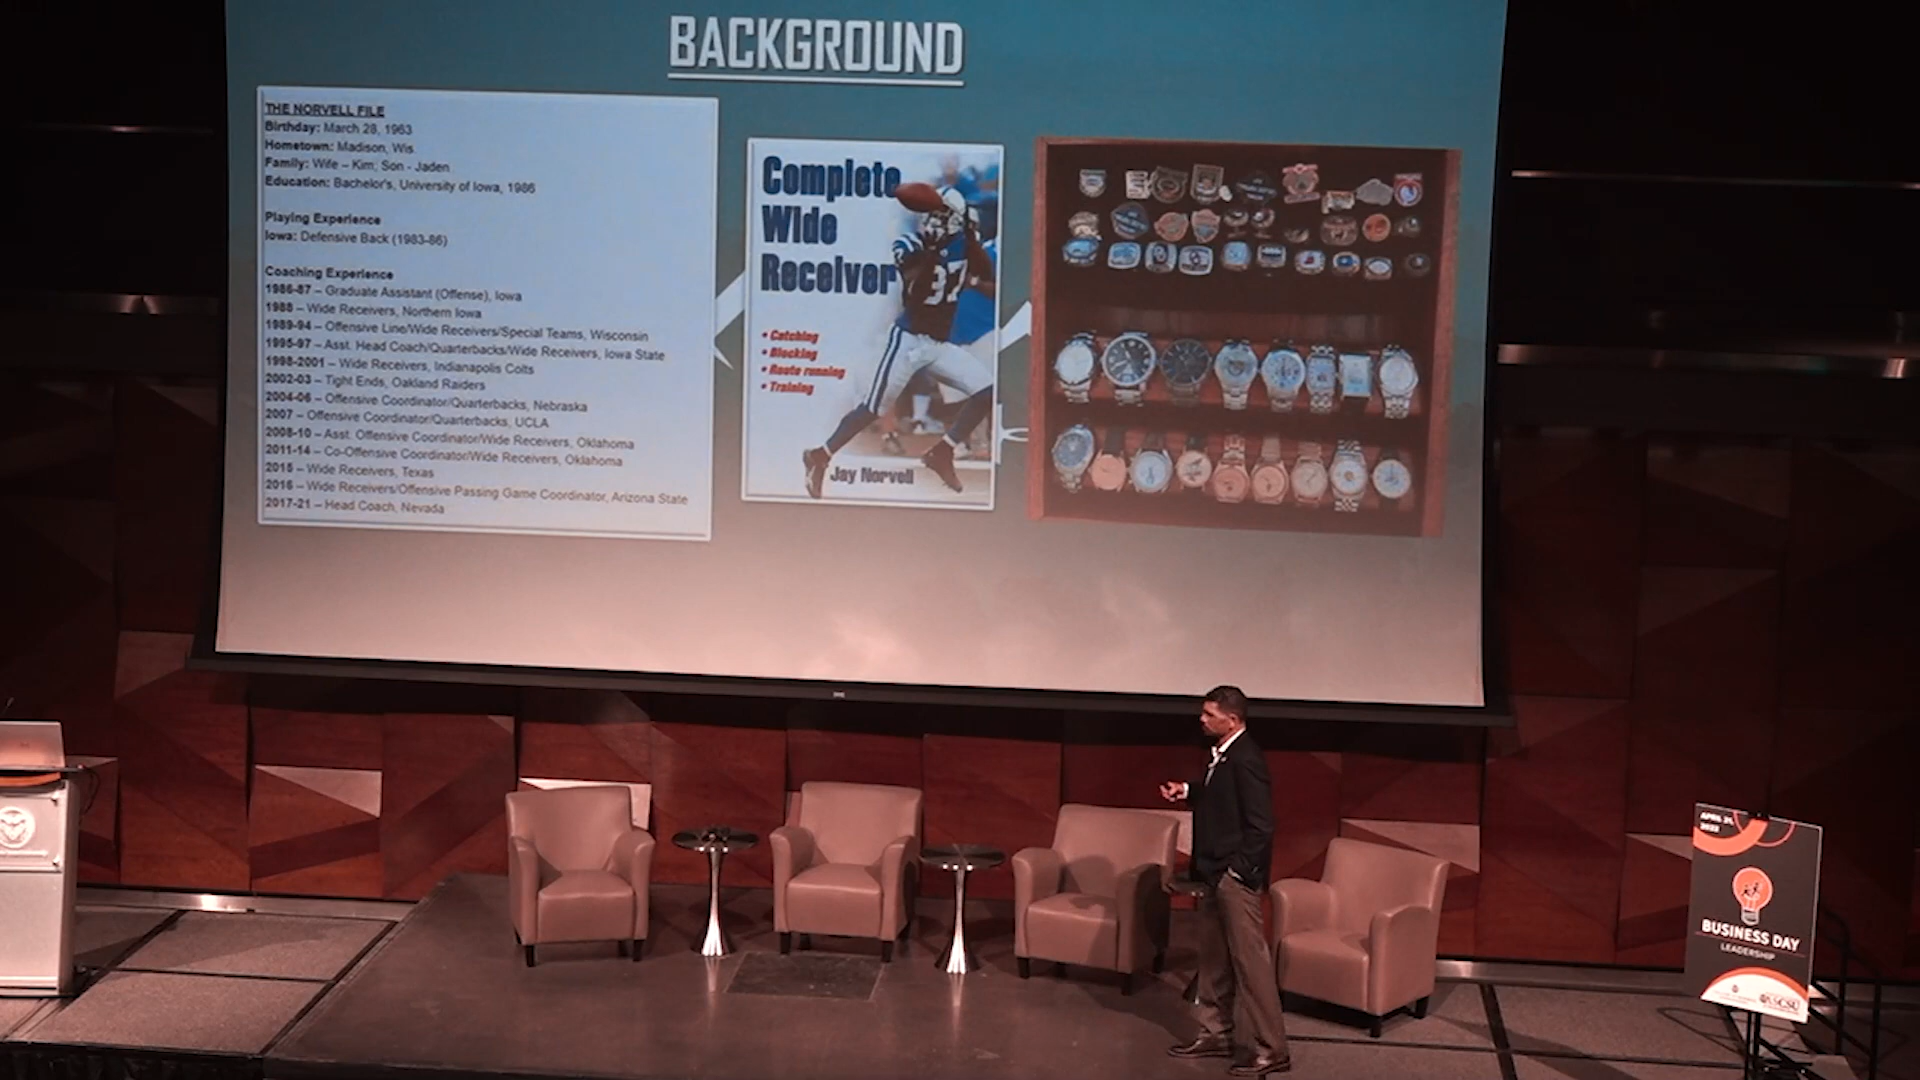 BACKGROUND
THE NORVELL FILE
Birthday: March 28, 1963
Hometown: Madison, Wis.
Family: Wife – Kim; Son - Jaden
Education: Bachelor's, University of Iowa, 1986
Playing Experience
Iowa: Defensive Back (1983-86)
Coaching Experience
1986-87 – Graduate Assistant (Offense), Iowa
1988 – Wide Receivers, Northern Iowa
1989-94 – Offensive Line/Wide Receivers/Special Teams, Wisconsin
1995-97 – Asst. Head Coach/Quarterbacks/Wide Receivers, Iowa State
1998-2001 – Wide Receivers, Indianapolis Colts
2002-03 – Tight Ends, Oakland Raiders
2004-06 – Offensive Coordinator/Quarterbacks, Nebraska
2007 – Offensive Coordinator/Quarterbacks, UCLA
2008-10 – Asst. Offensive Coordinator/Wide Receivers, Oklahoma
2011-14 – Co-Offensive Coordinator/Wide Receivers, Oklahoma
2015 – Wide Receivers, Texas
2016 – Wide Receivers/Offensive Passing Game Coordinator, Arizona State
2017-21 – Head Coach, Nevada
Complete
Wide
Receiver
• Catching
• Blocking
• Route running
• Training
37
Jay Norvell
APRIL 21,
2022
BUSINESS DAY
LEADERSHIP
ASCSU